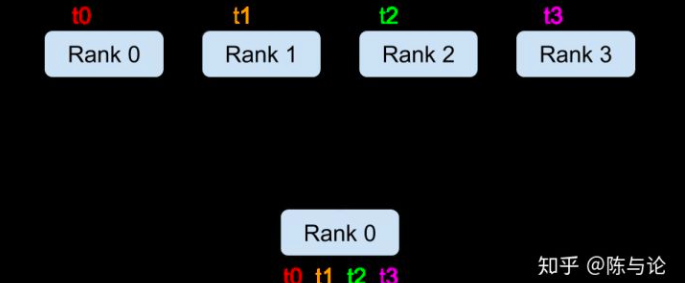 t0 t1 t2 t3
Rank 0 Rank 1 Rank 2 Rank 3
Rank 0
t0 t1 t2 t3
知乎 @陈与论